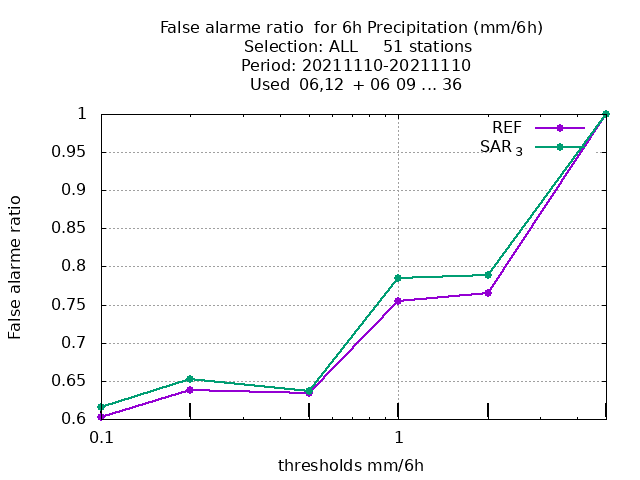 False alarme ratio  for 6h Precipitation (mm/6h)
Selection: ALL     51 stations
Period: 20211110-20211110
Used  06,12  + 06 09 ... 36
REF
SAR 3
1
0.95
0.9
0.85
0.8
0.75
0.7
0.65
0.6
False alarme ratio
0.1
1
thresholds mm/6h